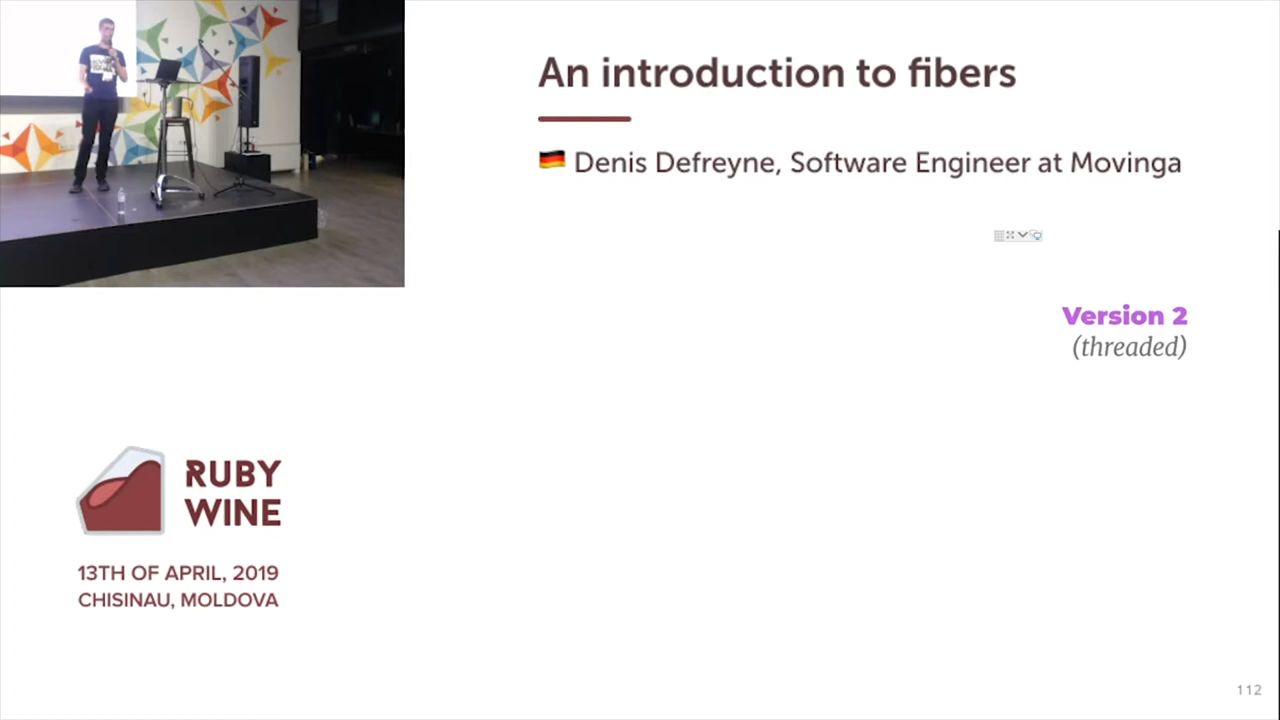 An introduction to fibers
Denis Defreyne, Software Engineer at Movinga
Version 2
(threaded)
RUBY
WINE
13TH OF APRIL, 2019
CHISINAU, MOLDOVA
112